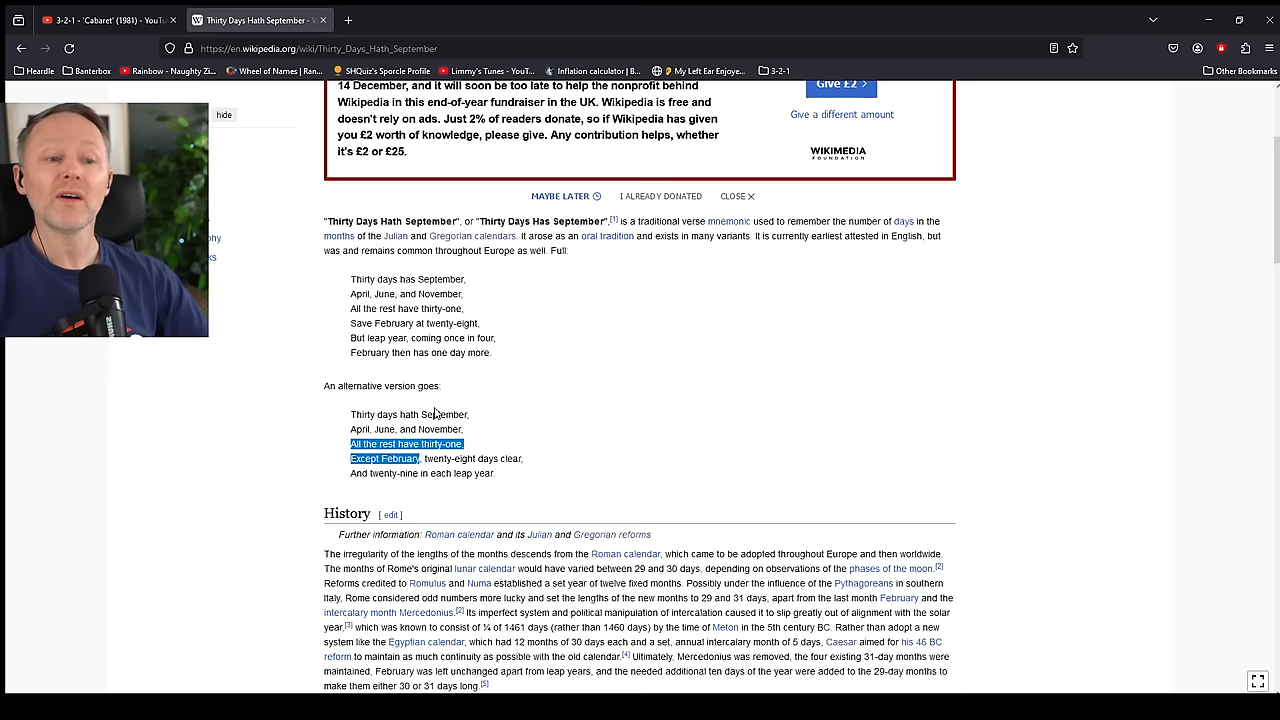 3-2-1 - 'Cabaret' (1981) - YouTu
Thirty Days Hath September - W
https://en.wikipedia.org/wiki/Thirty_Days_Hath_September
Heardle Banterbox Rainbow - Naughty Zi... Wheel of Names | Ran... SHQuiz's Sporcle Profile Limmy's Tunes - YouT... Inflation calculator | B... My Left Ear Enjoye... 3-2-1 Other Bookmarks
14 December, and it will soon be too late to help the nonprofit behind
Wikipedia in this end-of-year fundraiser in the UK. Wikipedia is free and
doesn't rely on ads. Just 2% of readers donate, so if Wikipedia has given
you £2 worth of knowledge, please give. Any contribution helps, whether
it's £2 or £25.
Give £2
Give a different amount
WIKIMEDIA
FOUNDATION
hide
MAYBE LATER I ALREADY DONATED CLOSE
"Thirty Days Hath September", or "Thirty Days Has September",[1] is a traditional verse mnemonic used to remember the number of days in the
months of the Julian and Gregorian calendars. It arose as an oral tradition and exists in many variants. It is currently earliest attested in English, but
was and remains common throughout Europe as well. Full:
Thirty days has September,
April, June, and November,
All the rest have thirty-one,
Save February at twenty-eight,
But leap year, coming once in four,
February then has one day more.
An alternative version goes:
Thirty days hath September,
April, June, and November,
All the rest have thirty-one,
Except February, twenty-eight days clear,
And twenty-nine in each leap year.
History [ edit ]
Further information: Roman calendar and its Julian and Gregorian reforms
The irregularity of the lengths of the months descends from the Roman calendar, which came to be adopted throughout Europe and then worldwide.
The months of Rome's original lunar calendar would have varied between 29 and 30 days, depending on observations of the phases of the moon.[2]
Reforms credited to Romulus and Numa established a set year of twelve fixed months. Possibly under the influence of the Pythagoreans in southern
Italy, Rome considered odd numbers more lucky and set the lengths of the new months to 29 and 31 days, apart from the last month February and the
intercalary month Mercedonius.[2] Its imperfect system and political manipulation of intercalation caused it to slip greatly out of alignment with the solar
year,[3] which was known to consist of ¼ of 1461 days (rather than 1460 days) by the time of Meton in the 5th century BC. Rather than adopt a new
system like the Egyptian calendar, which had 12 months of 30 days each and a set, annual intercalary month of 5 days, Caesar aimed for his 46 BC
reform to maintain as much continuity as possible with the old calendar.[4] Ultimately, Mercedonius was removed, the four existing 31-day months were
maintained, February was left unchanged apart from leap years, and the needed additional ten days of the year were added to the 29-day months to
make them either 30 or 31 days long.[5]